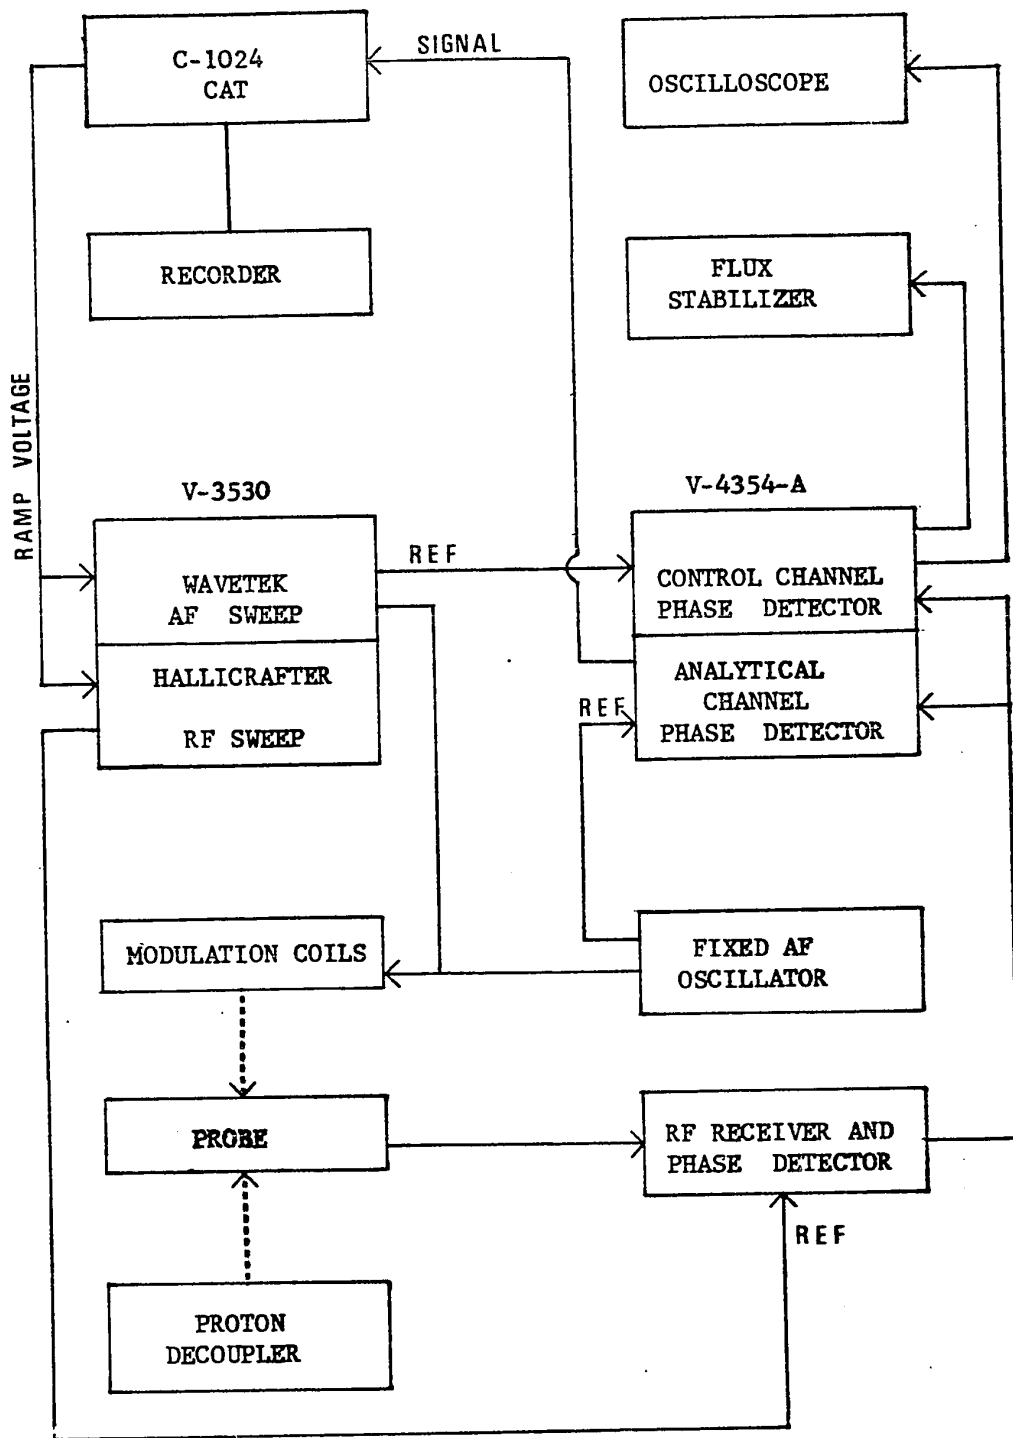 C-1024
CAT
SIGNAL
OSCILLOSCOPE
RECORDER
FLUX
STABILIZER
RAMP VOLTAGE
V-3530
V-4354-A
WAVETEK
AF SWEEP
REF
CONTROL CHANNEL
PHASE DETECTOR
HALLICRAFTER
RF SWEEP
REF
ANALYTICAL
CHANNEL
PHASE DETECTOR
MODULATION COILS
FIXED AF
OSCILLATOR
PROBE
RF RECEIVER AND
PHASE DETECTOR
REF
PROTON
DECOUPLER